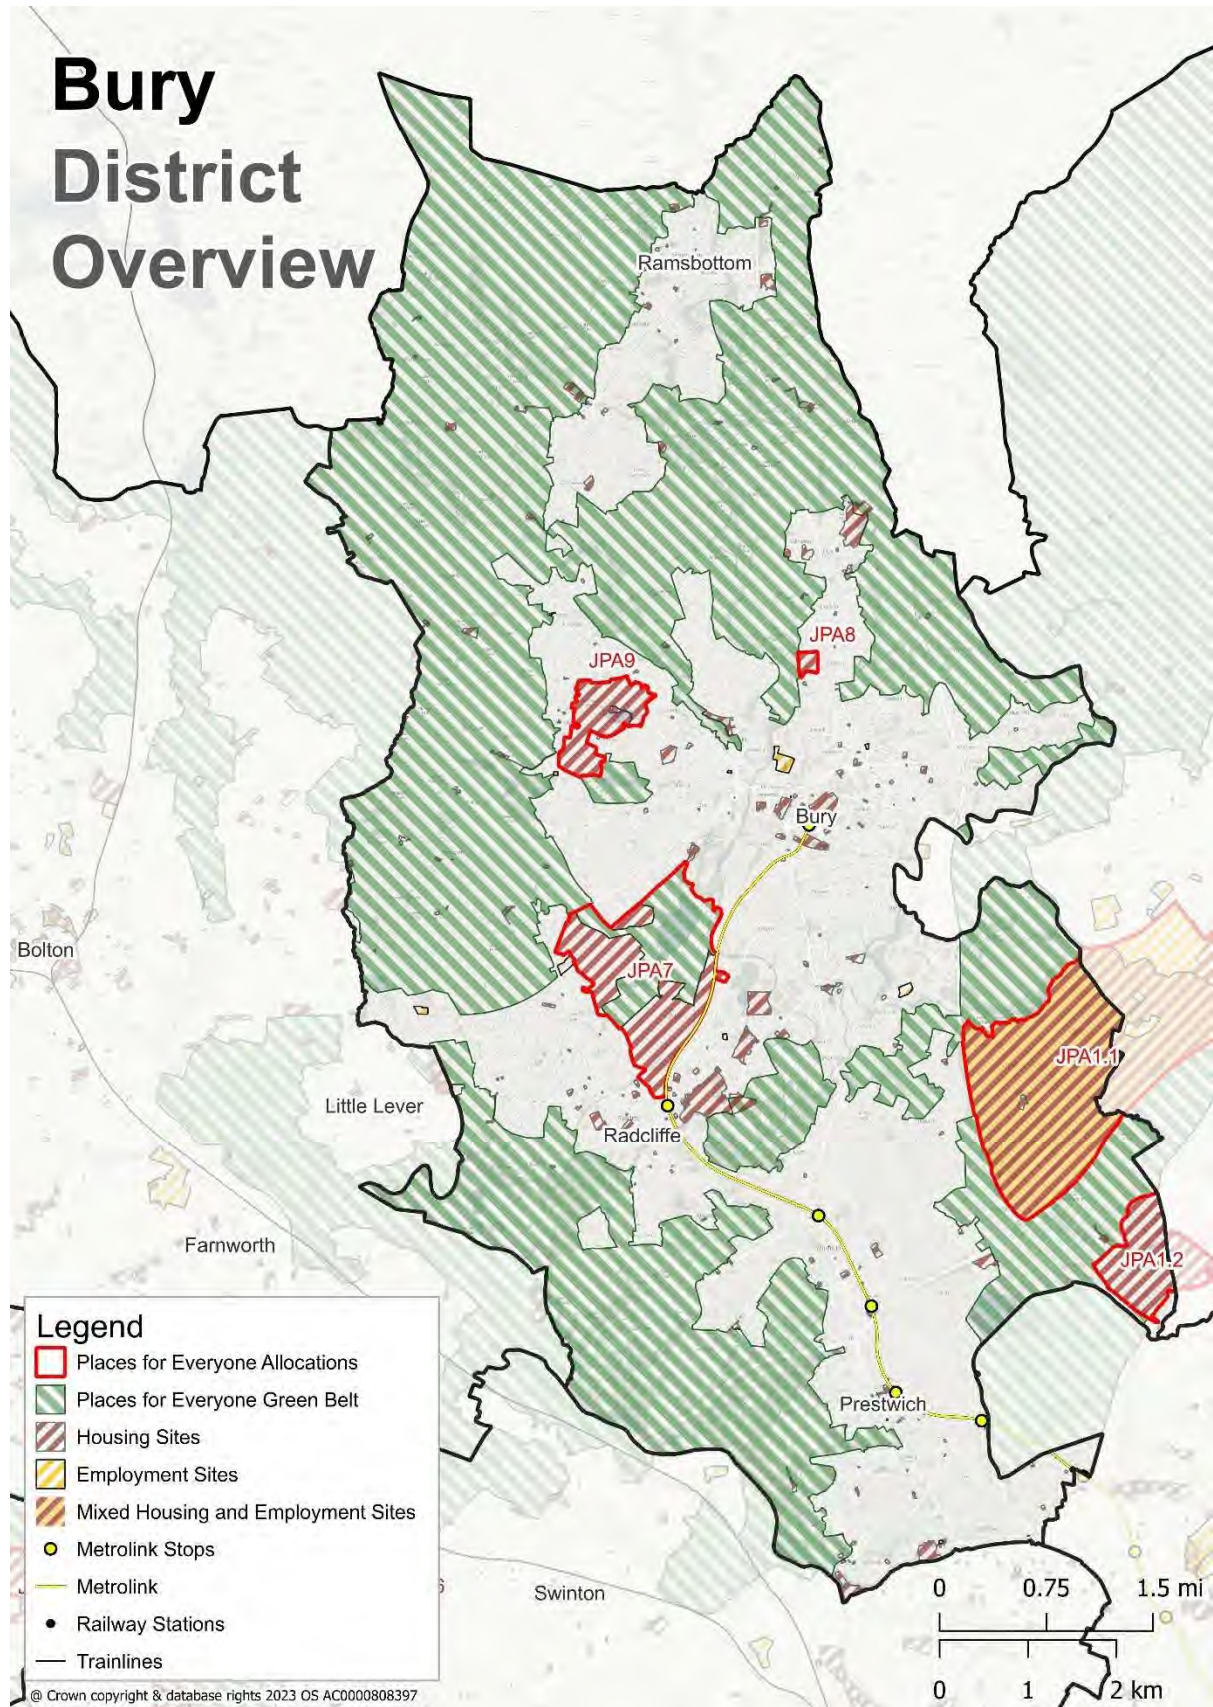 Bury
District
Overview
Ramsbottom
JPA8
JPA9
Bury
Bolton
JPA7
JPA1.1
Little Lever
Radcliffe
Farnworth
JPA1.2
Prestwich
Swinton
Legend
Places for Everyone Allocations
Places for Everyone Green Belt
Housing Sites
Employment Sites
Mixed Housing and Employment Sites
Metrolink Stops
Metrolink
Railway Stations
Trainlines
0 0.75 1.5 mi
0 1 2 km
@ Crown copyright & database rights 2023 OS AC0000808397